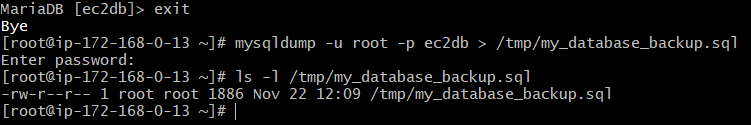 MariaDB [ec2db]> exit
Bye
[root@ip-172-168-0-13 ~]# mysqldump -u root -p ec2db > /tmp/my_database_backup.sql
Enter password:
[root@ip-172-168-0-13 ~]# ls -l /tmp/my_database_backup.sql
-rw-r--r-- 1 root root 1886 Nov 22 12:09 /tmp/my_database_backup.sql
[root@ip-172-168-0-13 ~]#